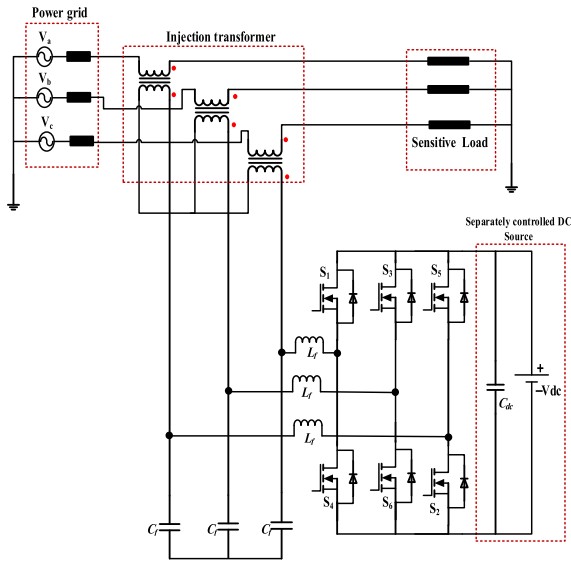 Power grid
Injection transformer
Va
Vb
Vc
Sensitive Load
Separately controlled DC
Source
S1
S3
S5
Lf
Lf
Lf
+
−Vdc
Cdc
S4
S6
S2
Cf
Cf
Cf